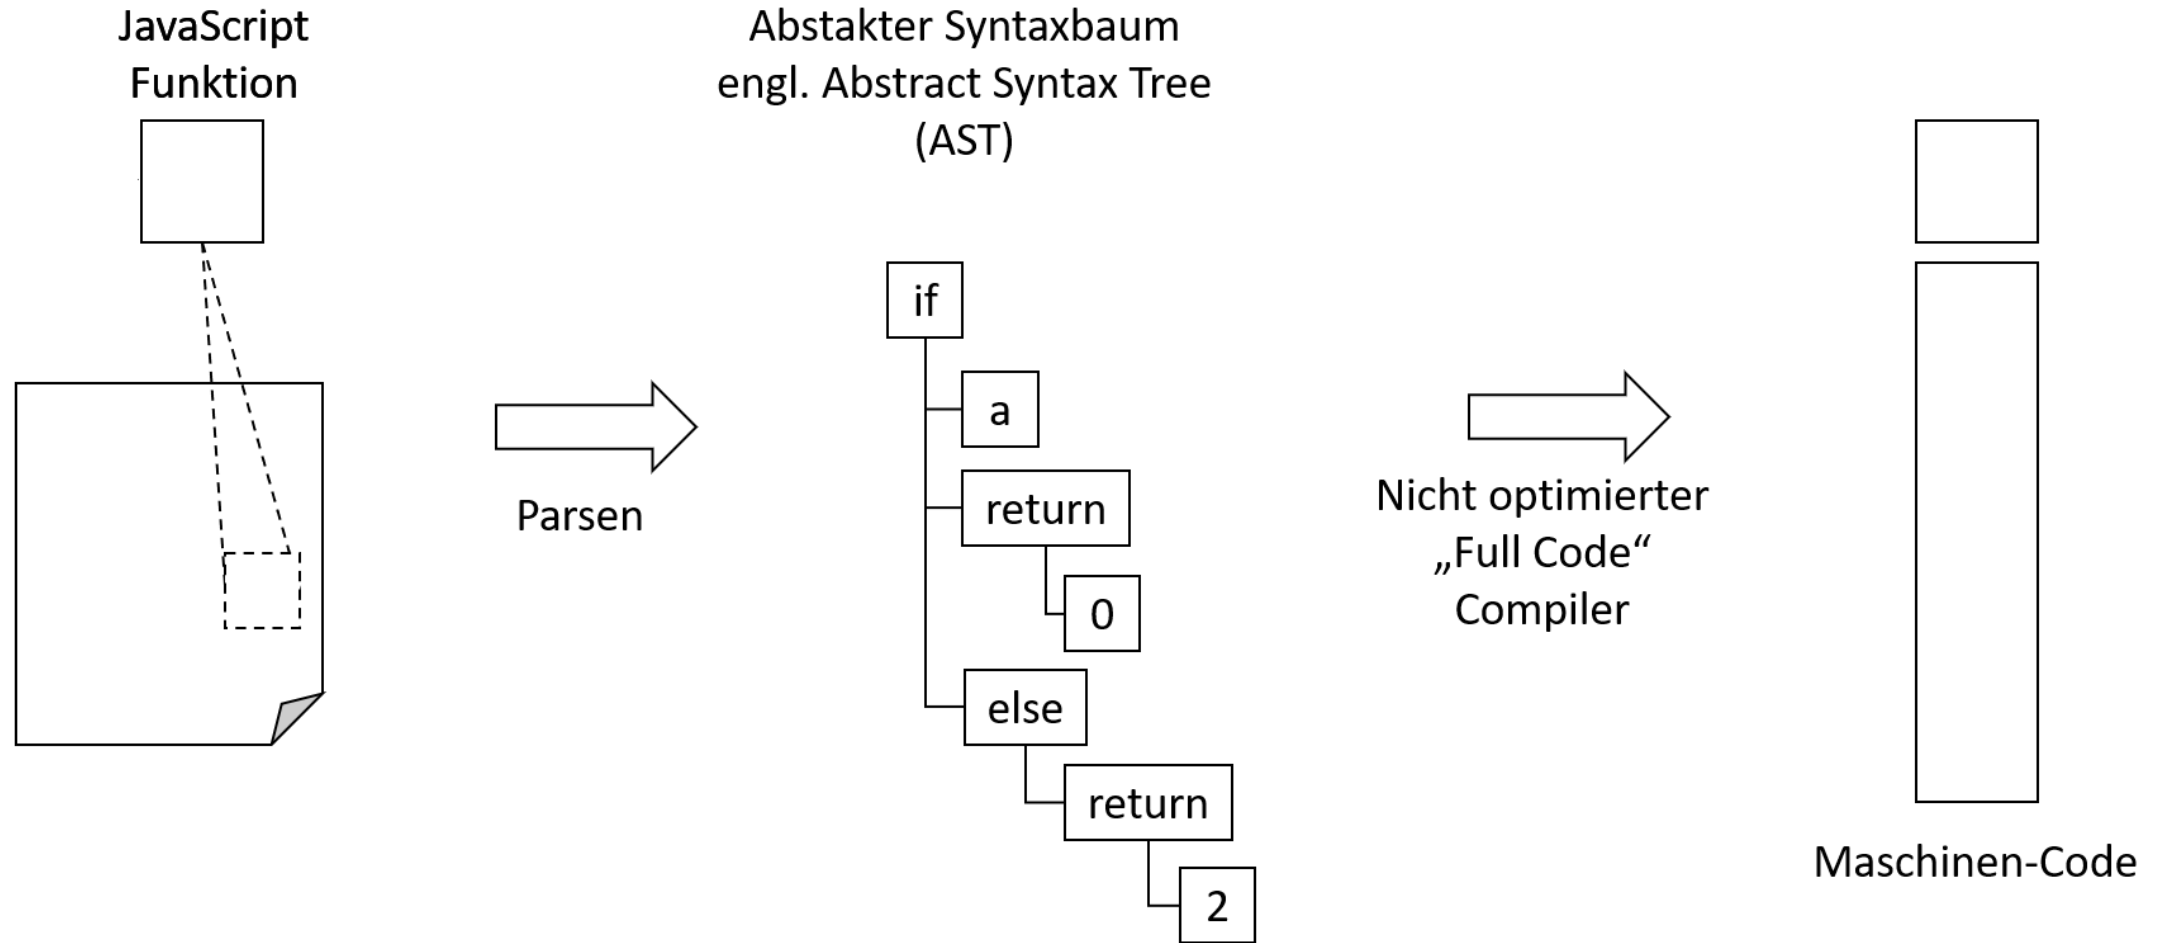 JavaScript
Funktion
Abstakter Syntaxbaum
engl. Abstract Syntax Tree
(AST)
if
a
return
0
else
return
2
Parsen
Nicht optimierter
„Full Code“
Compiler
Maschinen-Code